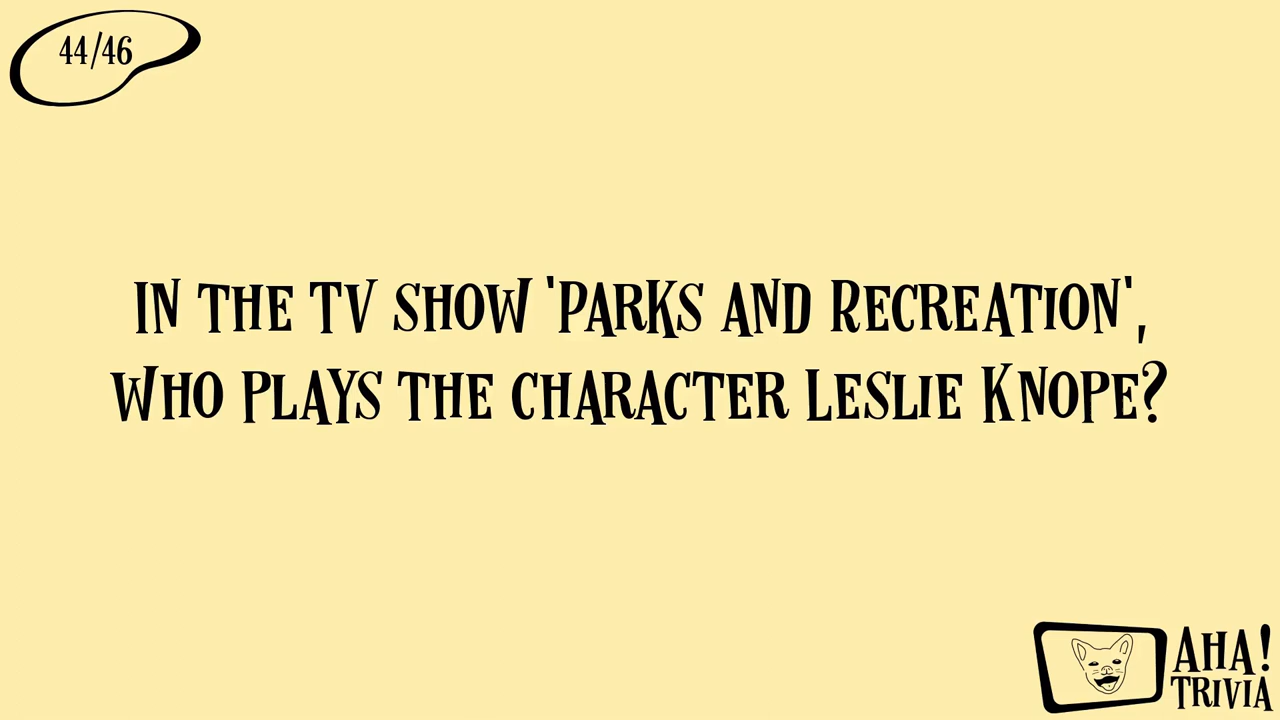 44/46
IN THE TV SHOW 'PARKS AND RECREATION',
WHO PLAYS THE CHARACTER LESLIE KNOPE?
AHA!
TRIVIA